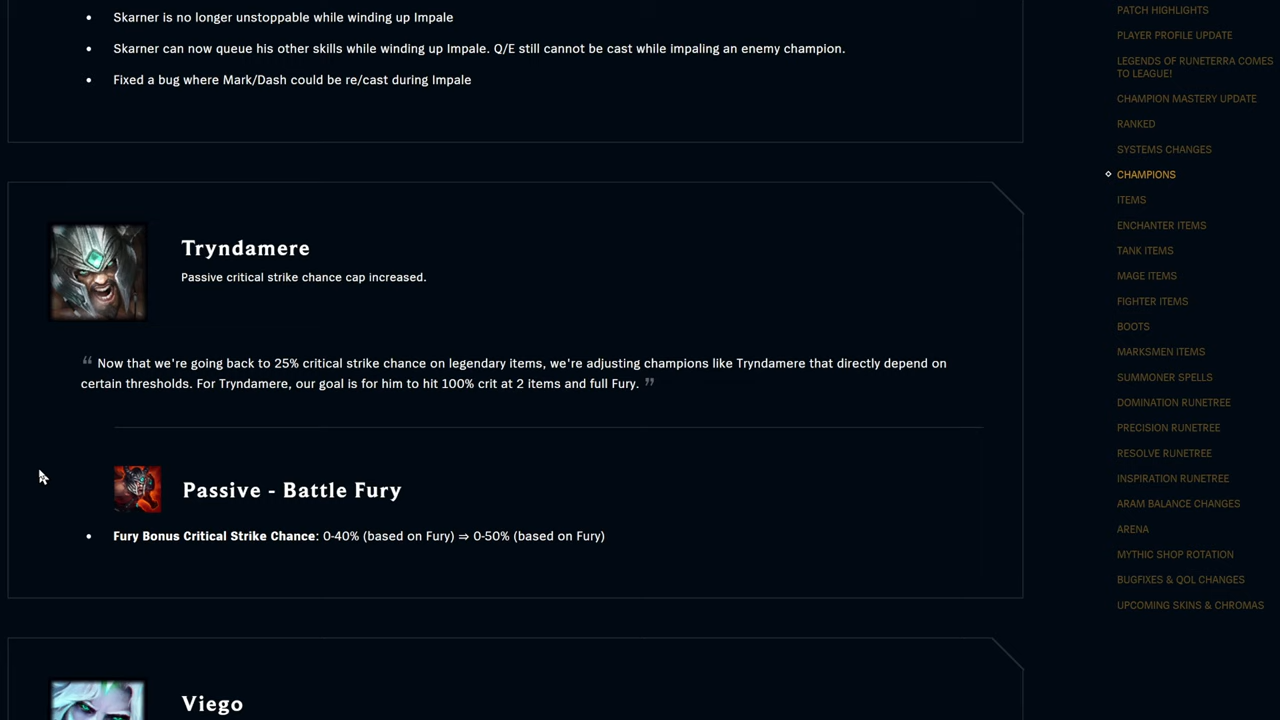 Skarner is no longer unstoppable while winding up Impale
Skarner can now queue his other skills while winding up Impale. Q/E still cannot be cast while impaling an enemy champion.
Fixed a bug where Mark/Dash could be re/cast during Impale
Tryndamere
Passive critical strike chance cap increased.
“ Now that we're going back to 25% critical strike chance on legendary items, we're adjusting champions like Tryndamere that directly depend on
certain thresholds. For Tryndamere, our goal is for him to hit 100% crit at 2 items and full Fury. ”
Passive - Battle Fury
Fury Bonus Critical Strike Chance: 0-40% (based on Fury) ⇒ 0-50% (based on Fury)
Viego
PATCH HIGHLIGHTS
PLAYER PROFILE UPDATE
LEGENDS OF RUNETERRA COMES
TO LEAGUE!
CHAMPION MASTERY UPDATE
RANKED
SYSTEMS CHANGES
CHAMPIONS
ITEMS
ENCHANTER ITEMS
TANK ITEMS
MAGE ITEMS
FIGHTER ITEMS
BOOTS
MARKSMEN ITEMS
SUMMONER SPELLS
DOMINATION RUNETREE
PRECISION RUNETREE
RESOLVE RUNETREE
INSPIRATION RUNETREE
ARAM BALANCE CHANGES
ARENA
MYTHIC SHOP ROTATION
BUGFIXES & QOL CHANGES
UPCOMING SKINS & CHROMAS